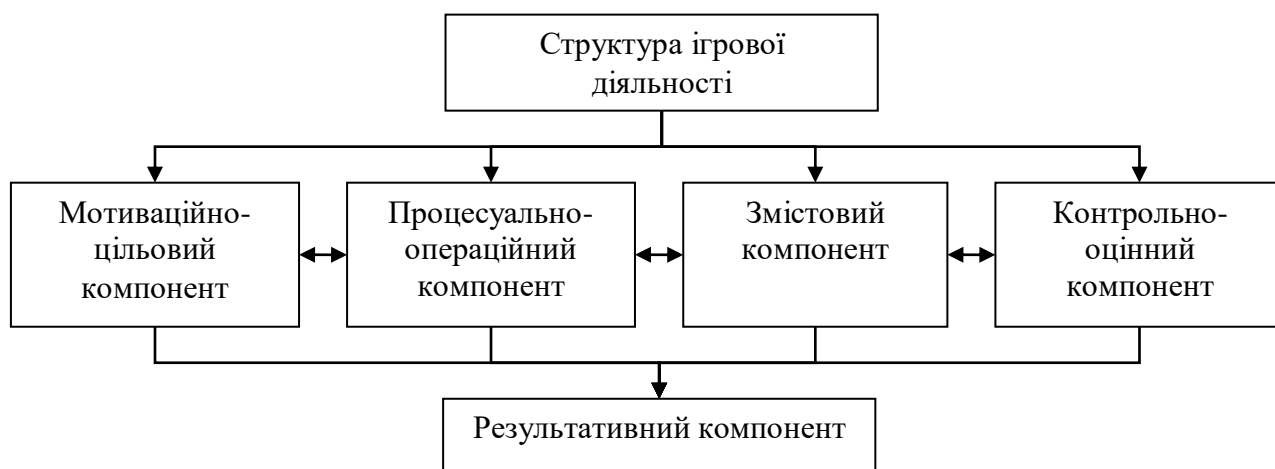 Структура ігрової
діяльності
Мотиваційно-
цільовий
компонент
Процесуально-
операційний
компонент
Змістовий
компонент
Контрольно-
оцінний
компонент
Результативний компонент